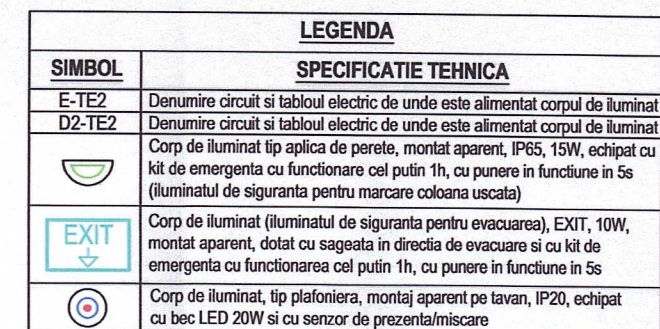 LEGENDA
SIMBOL SPECIFICATIE TEHNICA
E-TE2 Denumire circuit si tabloul electric de unde este alimentat corpul de iluminat
D2-TE2 Denumire circuit si tabloul electric de unde este alimentat corpul de iluminat
Corp de iluminat tip aplica de perete, montat aparent, IP65, 15W, echipat cu
kit de emergenta cu functionare cel putin 1h, cu punere in functiune in 5s
(iluminatul de siguranta pentru marcare coloana uscata)
EXIT
Corp de iluminat (iluminatul de siguranta pentru evacuarea), EXIT, 10W,
montat aparent, dotat cu sageata in directia de evacuare si cu kit de
emergenta cu functionarea cel putin 1h, cu punere in functiune in 5s
Corp de iluminat, tip plafoniera, montaj aparent pe tavan, IP20, echipat
cu bec LED 20W si cu senzor de prezenta/miscare